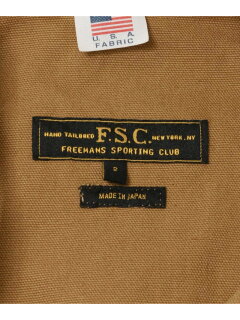 U.S.A.
FABRIC
HAND TAILORED F.S.C. NEW YORK, NY
FREEMANS SPORTING CLUB
2
MADE IN JAPAN